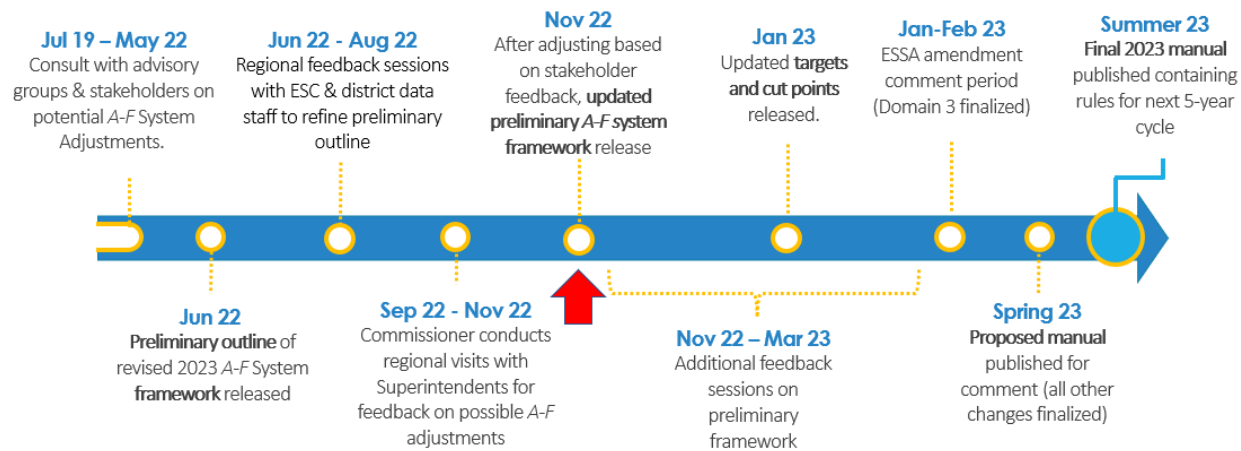 Jul 19 – May 22
Consult with advisory
groups & stakeholders on
potential A-F System
Adjustments.
Jun 22 - Aug 22
Regional feedback sessions
with ESC & district data
staff to refine preliminary
outline
Nov 22
After adjusting based
on stakeholder
feedback, updated
preliminary A-F system
framework release
Jan 23
Updated targets
and cut points
released.
Jan-Feb 23
ESSA amendment
comment period
(Domain 3 finalized)
Summer 23
Final 2023 manual
published containing
rules for next 5-year
cycle
Jun 22
Preliminary outline of
revised 2023 A-F System
framework released
Sep 22 - Nov 22
Commissioner conducts
regional visits with
Superintendents for
feedback on possible A-F
adjustments
Nov 22 – Mar 23
Additional feedback
sessions on
preliminary
framework
Spring 23
Proposed manual
published for
comment (all other
changes finalized)